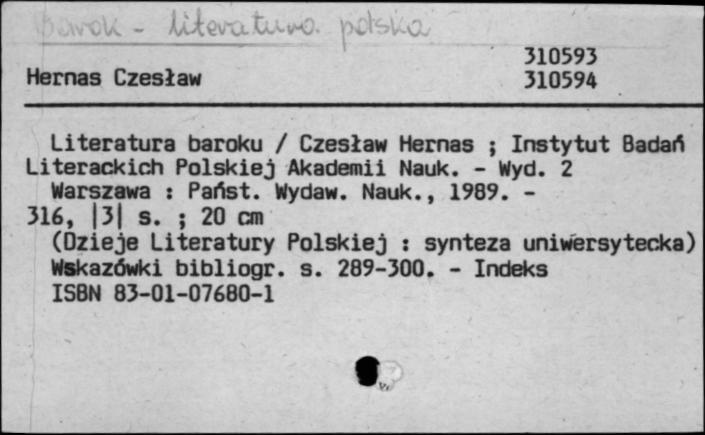 Barok - literatura polska
310593
Hernas Czesław 310594
Literatura baroku / Czesław Hernas ; Instytut Badań
Literackich Polskiej Akademii Nauk. - Wyd. 2
Warszawa : Państ. Wydaw. Nauk., 1989. -
316, |3| s. ; 20 cm
(Dzieje Literatury Polskiej : synteza uniwersytecka)
Wskazówki bibliogr. s. 289-300. - Indeks
ISBN 83-01-07680-1